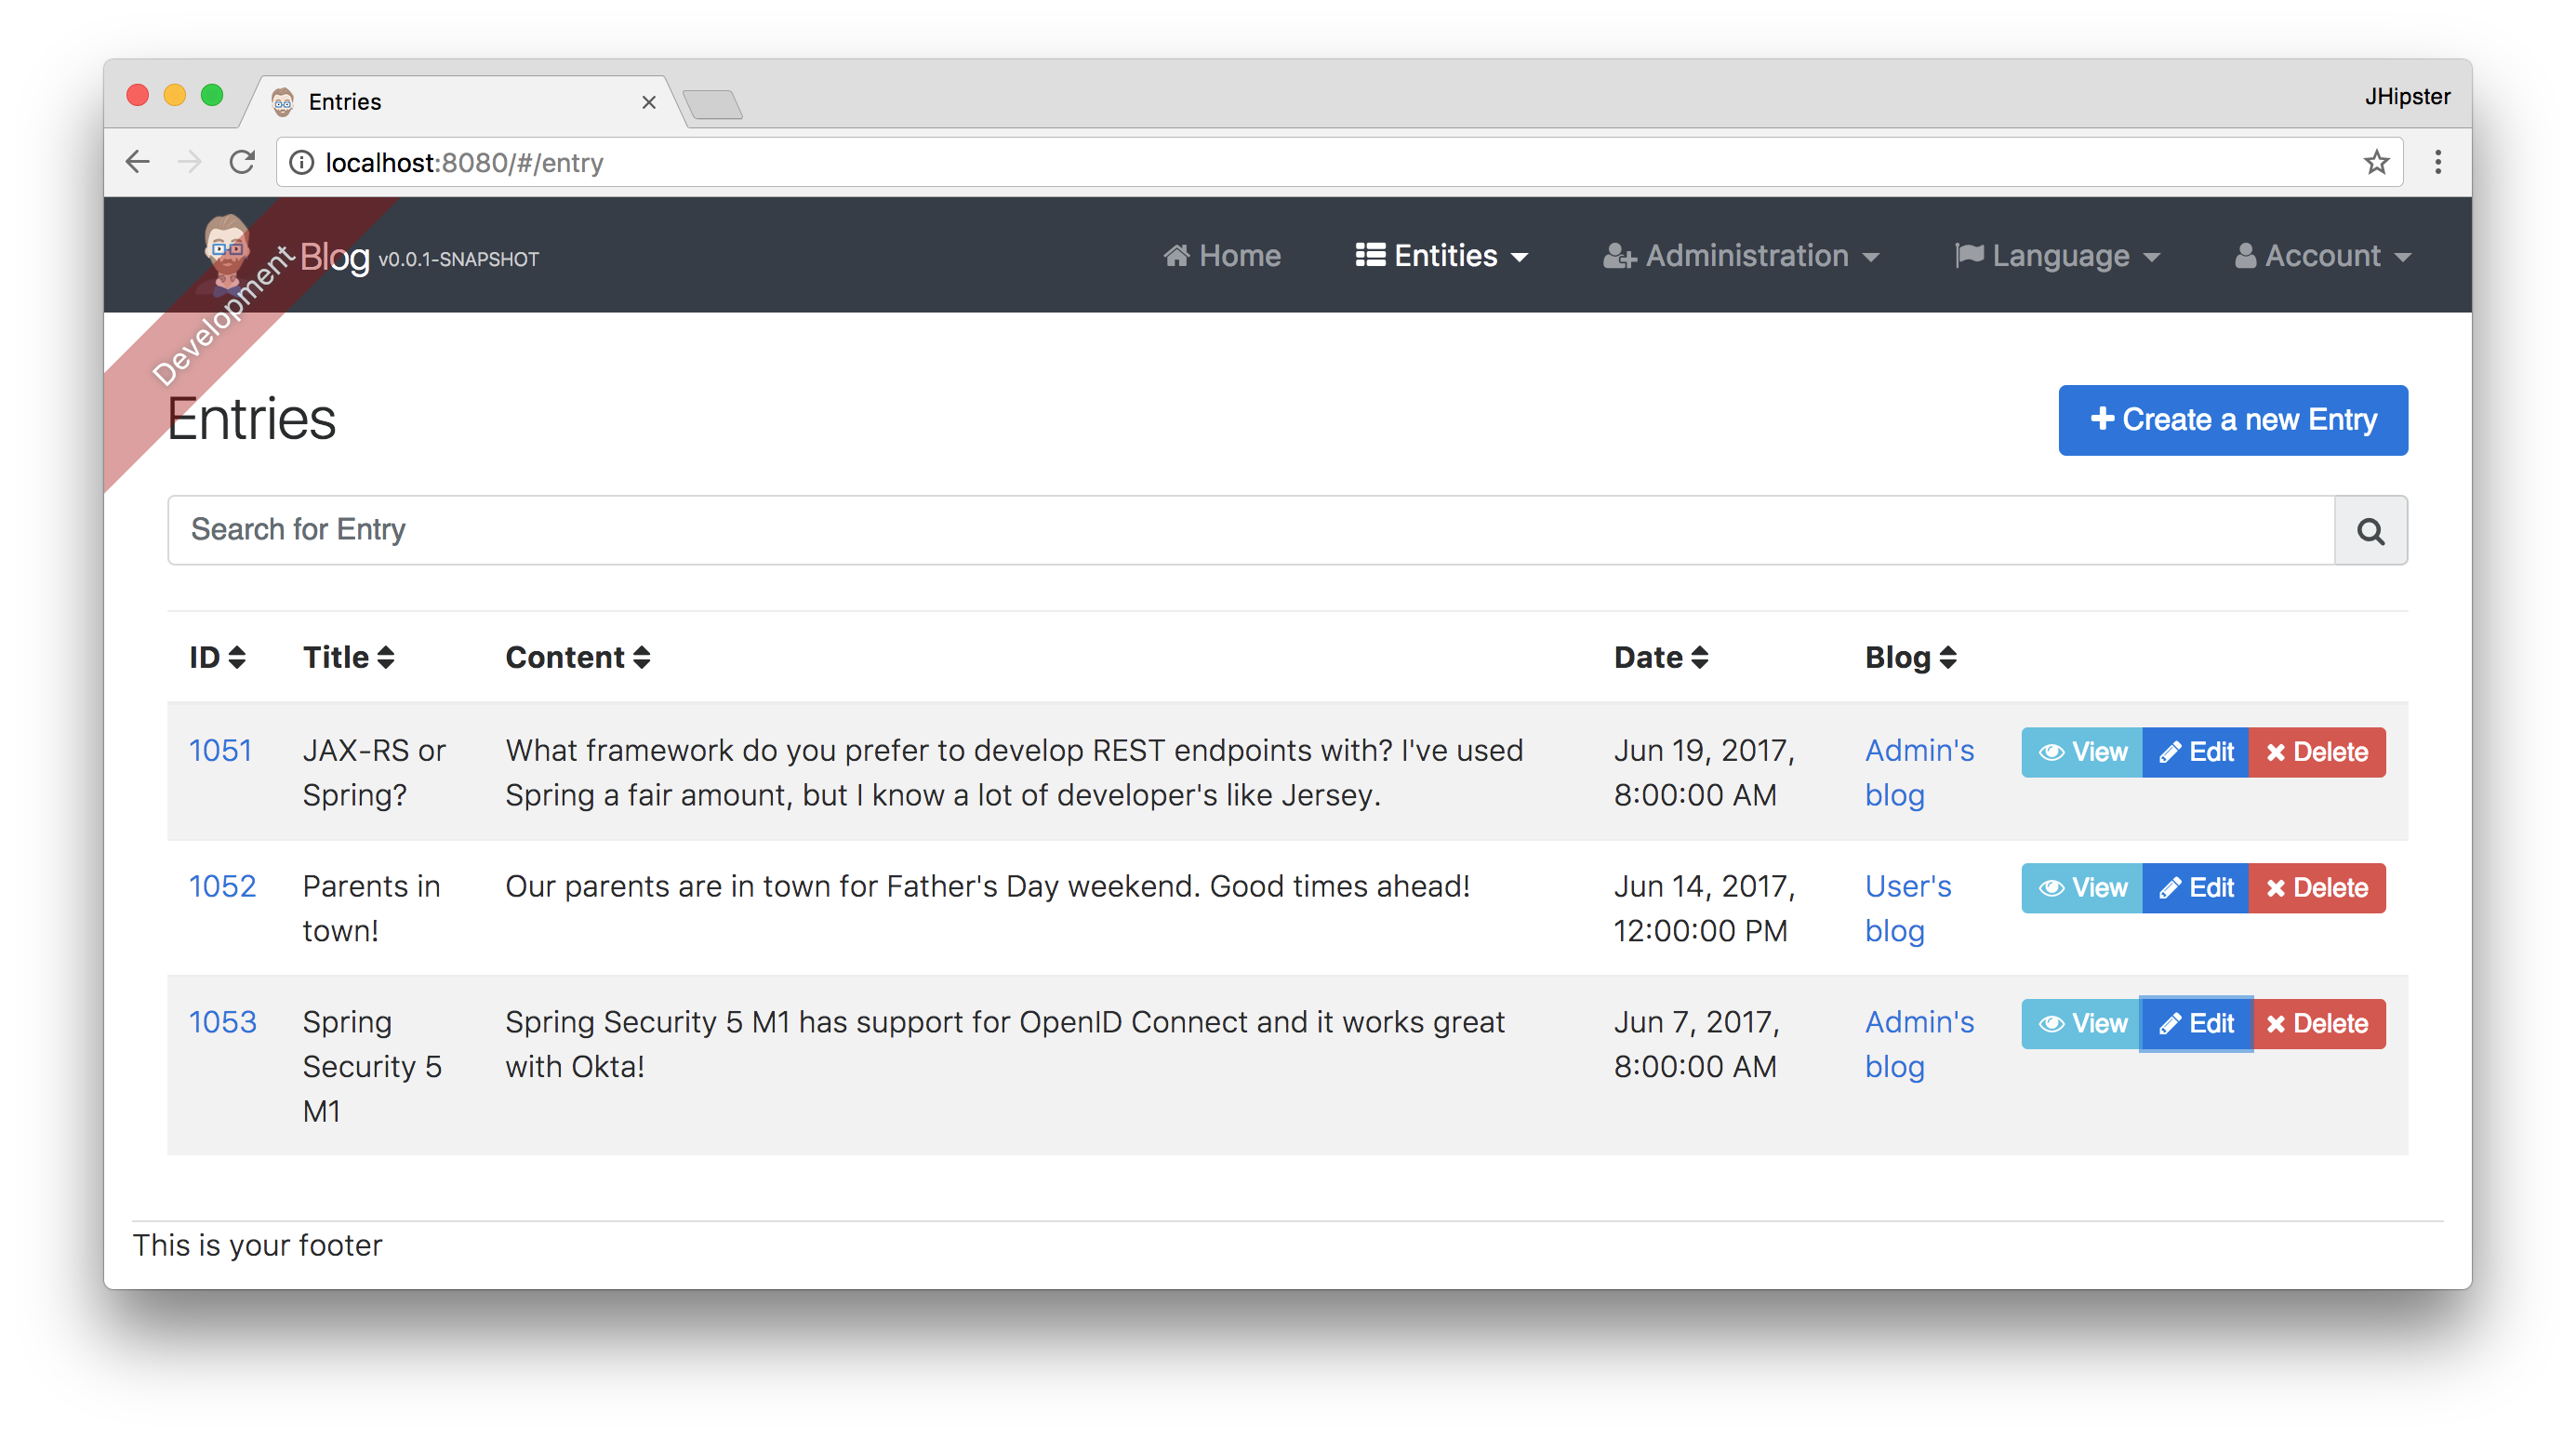 Entries
JHipster
localhost:8080/#/entry
Blog v0.0.1-SNAPSHOT
Home Entities Administration Language Account
Development
Entries
Create a new Entry
Search for Entry
ID Title Content Date Blog
1051 JAX-RS or What framework do you prefer to develop REST endpoints with? I've used Jun 19, 2017, Admin's View Edit Delete
Spring? Spring a fair amount, but I know a lot of developer's like Jersey. 8:00:00 AM blog
1052 Parents in Our parents are in town for Father's Day weekend. Good times ahead! Jun 14, 2017, User's View Edit Delete
town! 12:00:00 PM blog
1053 Spring Spring Security 5 M1 has support for OpenID Connect and it works great Jun 7, 2017, Admin's View Edit Delete
Security 5 with Okta! 8:00:00 AM blog
M1
This is your footer